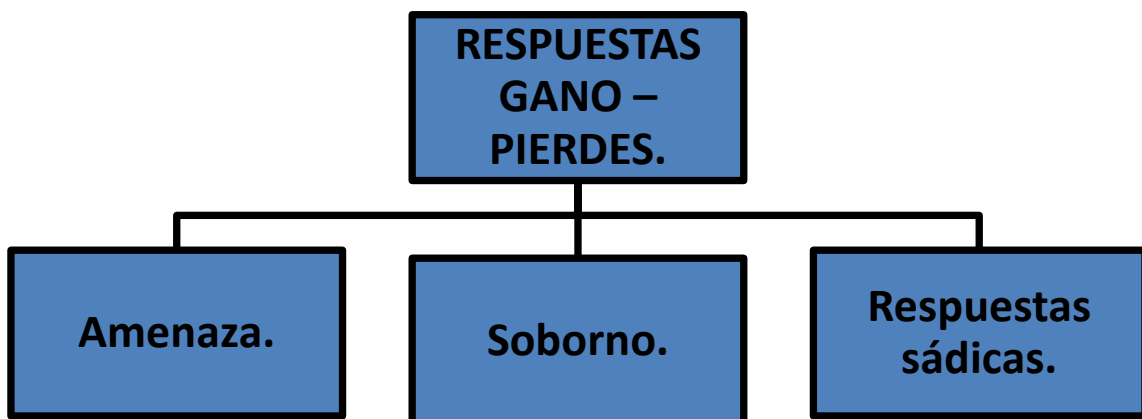 RESPUESTAS
GANO –
PIERDES.
Amenaza.
Soborno.
Respuestas
sádicas.